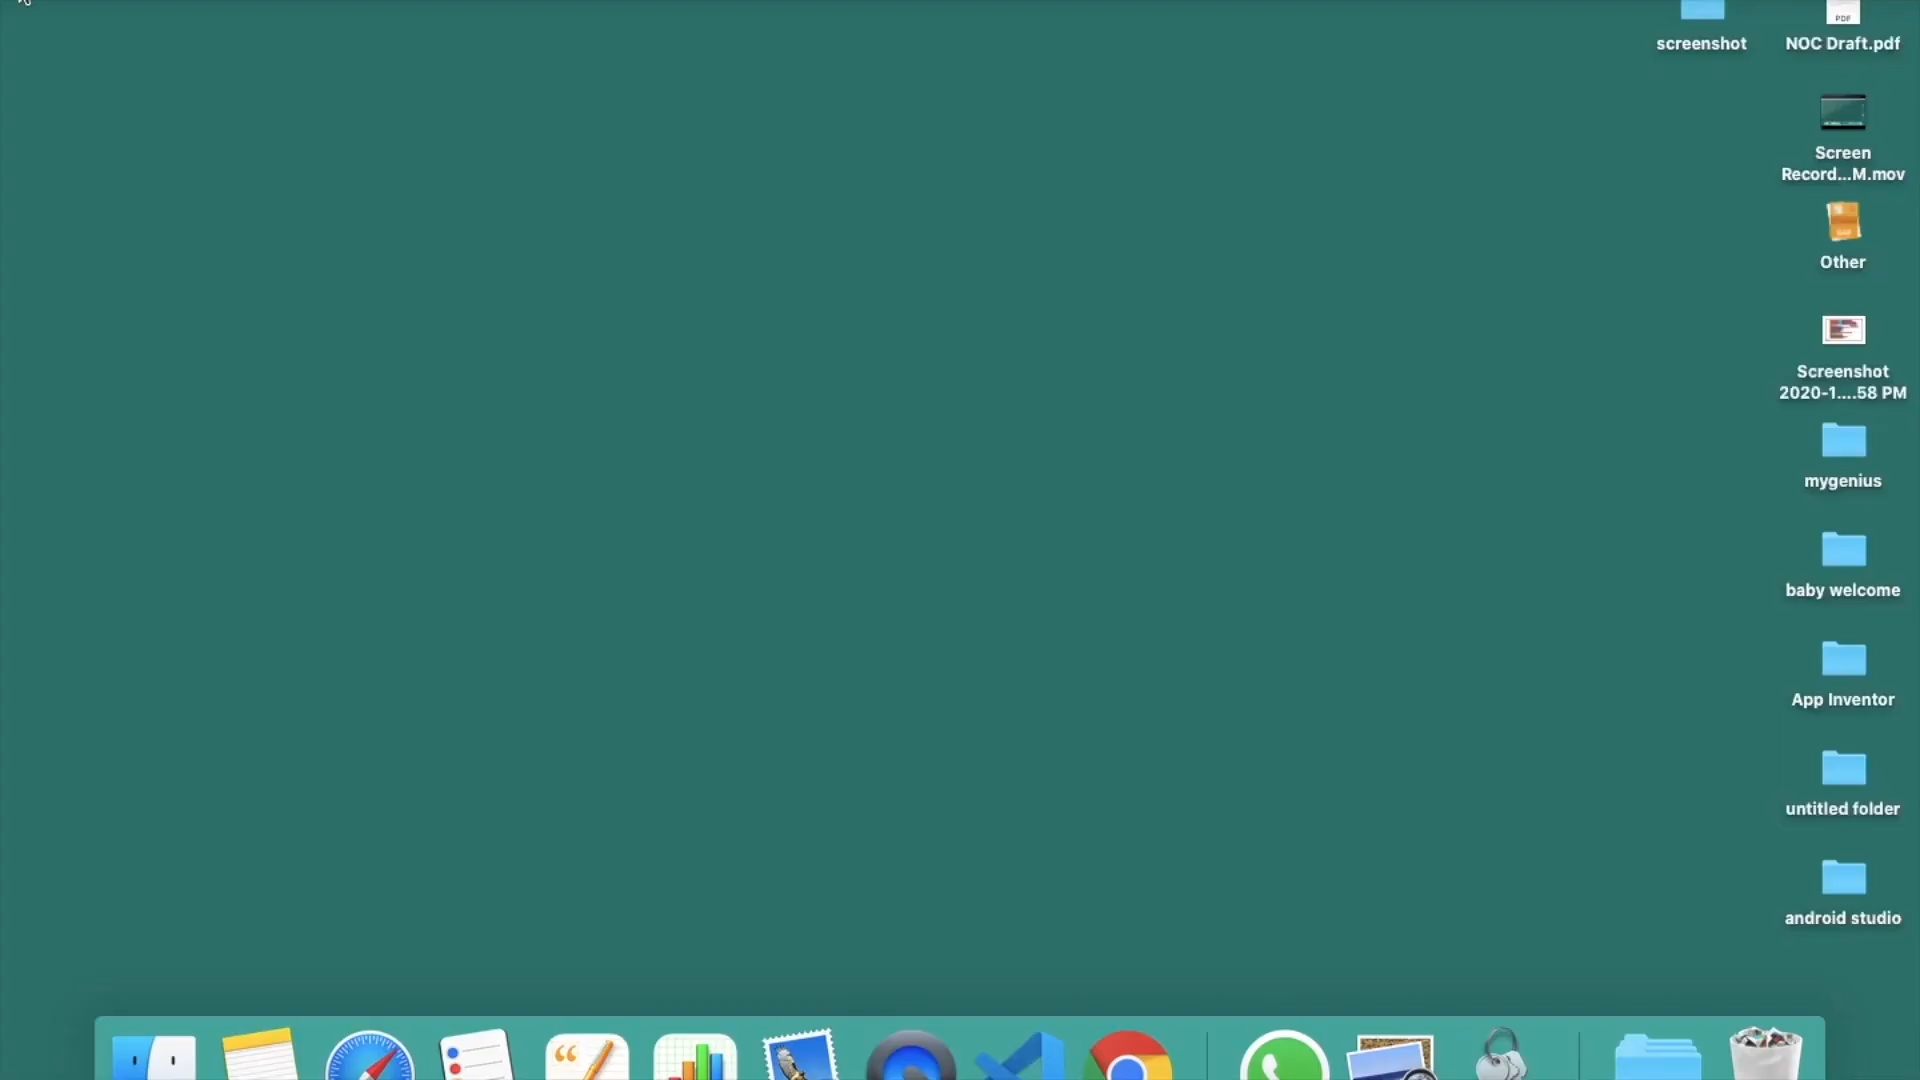 screenshot
NOC Draft.pdf
PDF
Screen
Record...M.mov
Other
Screenshot
2020-1....58 PM
mygenius
baby welcome
App Inventor
untitled folder
android studio